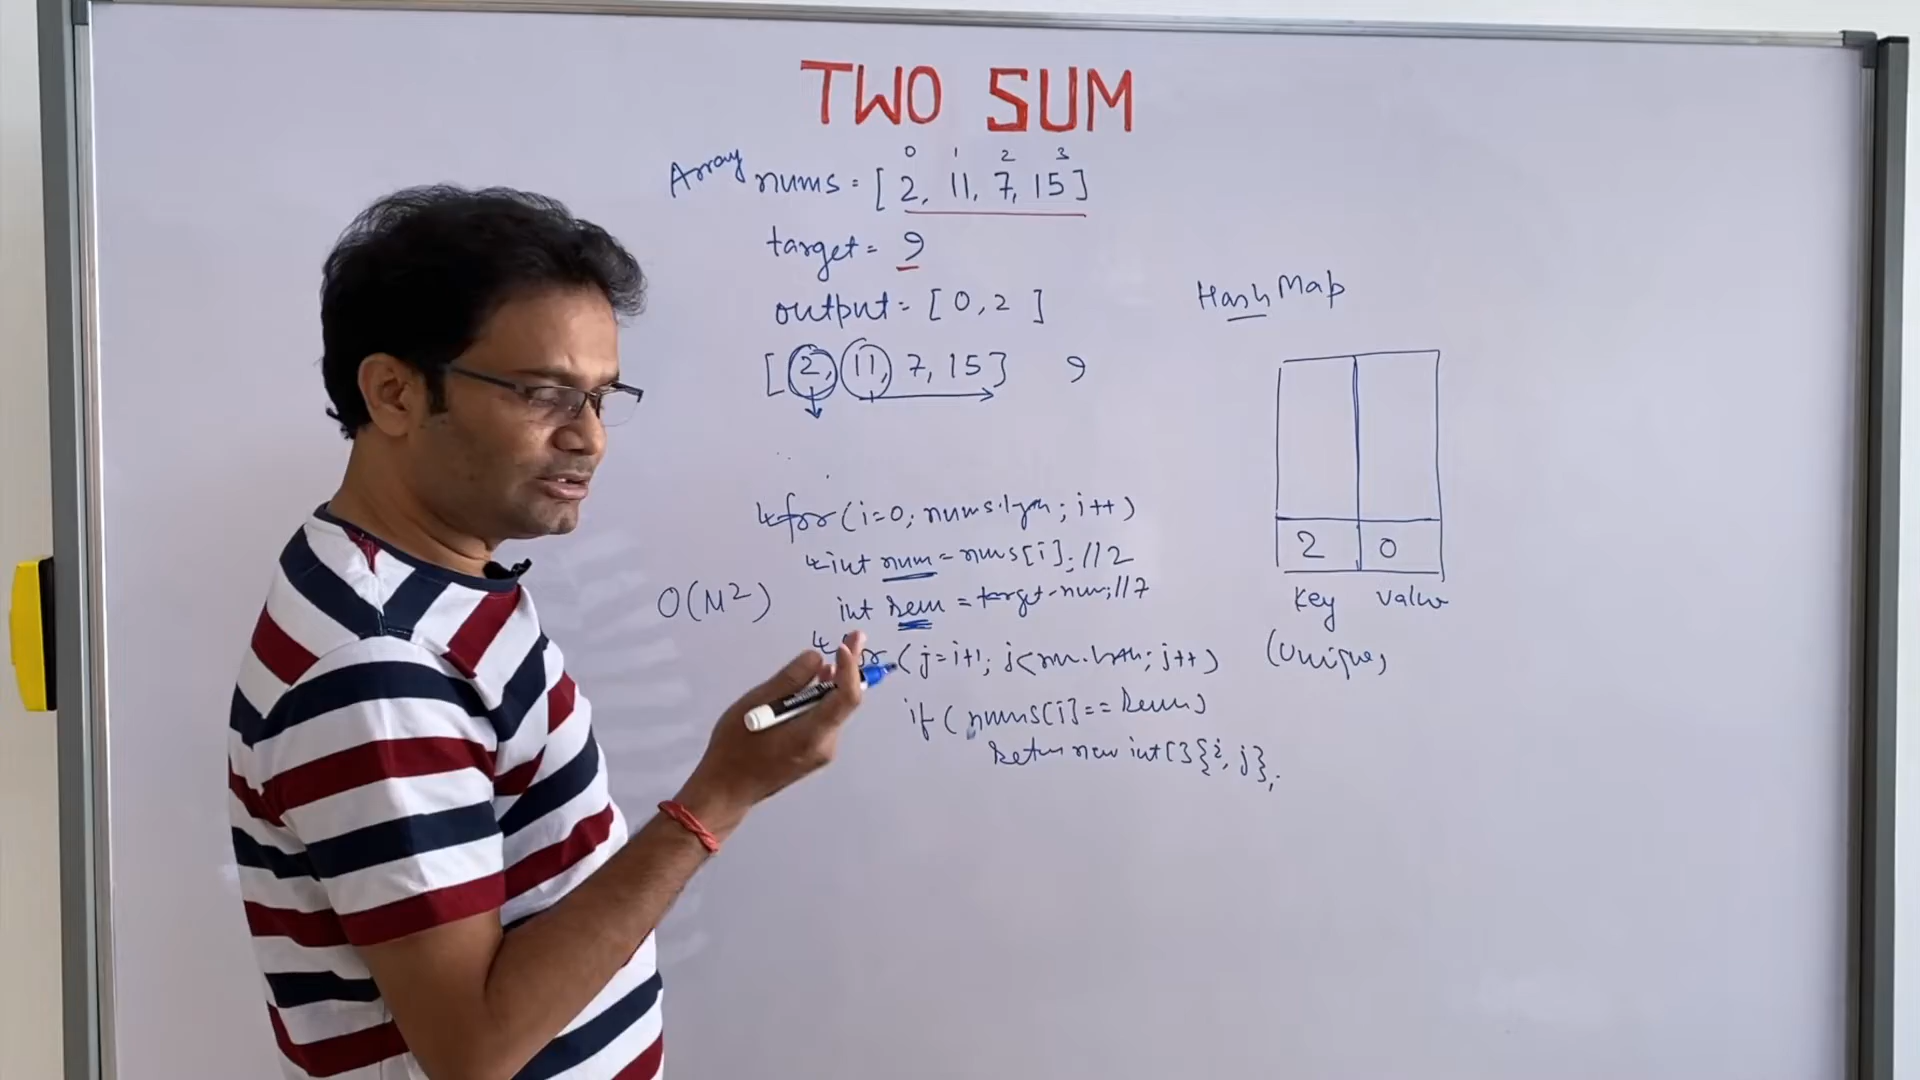 TWO SUM
0 1 2 3
Array nums = [2, 11, 7, 15]
target = 9
output = [0,2 ]
[2, 11, 7, 15] 9
for(i=0; nums.length; i++)
int num = nums[i]; //2
O(N²)
int rem = target-num; //7
for (j=i+1; j<num.length; j++)
if (nums[j] == rem)
return new int[]{i, j};
HashMap
2 0
Key value
(Unique)